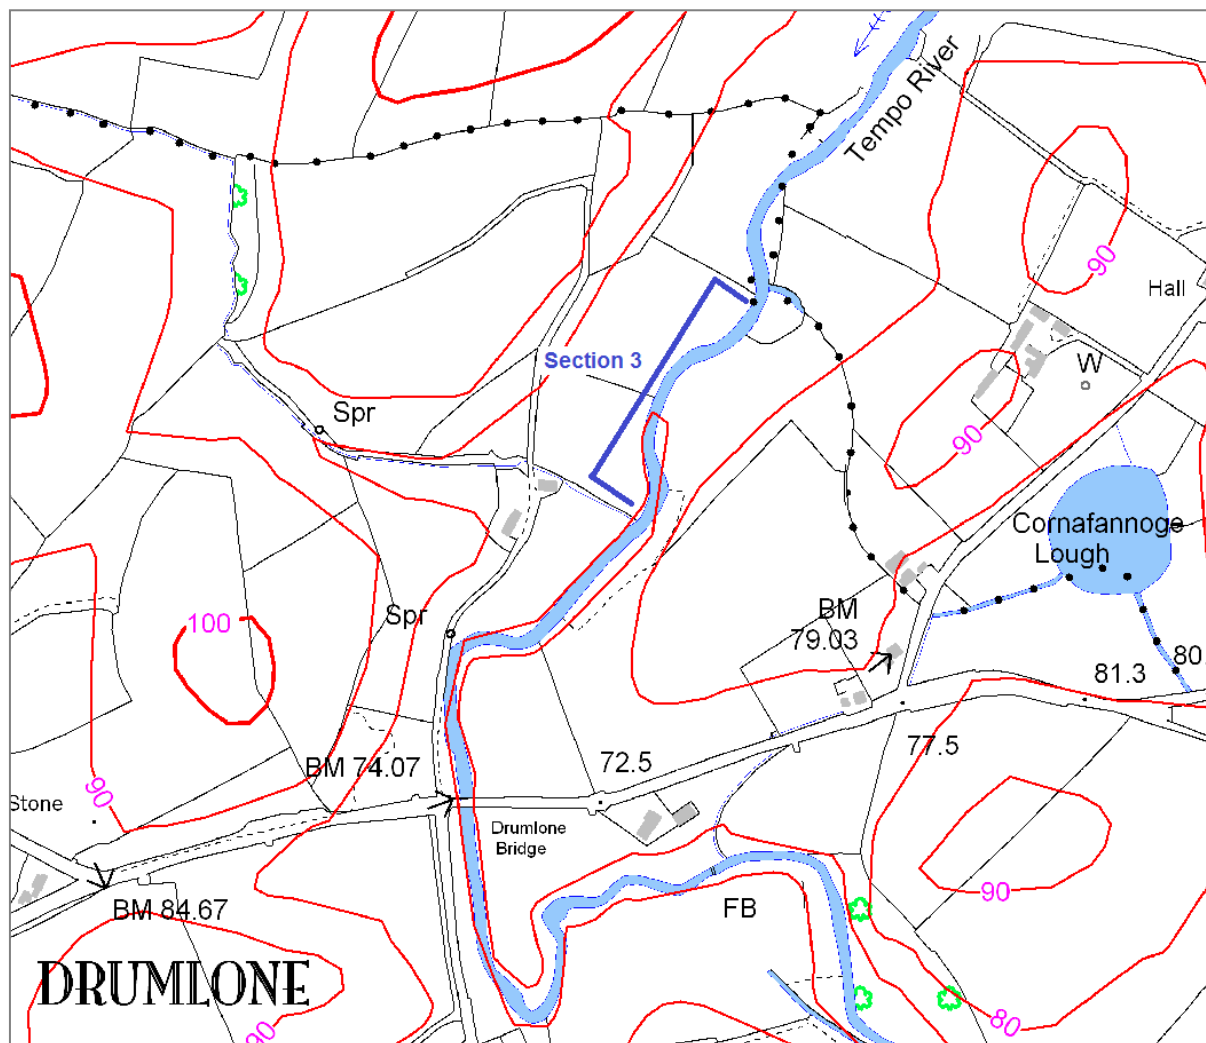 Tempo River
90
Hall
Section 3
W
Spr
90
Cornafannoge
Lough
BM
79.03
Spr
100
81.3
80.
77.5
72.5
BM 74.07
90
Stone
Drumlone
Bridge
90
FB
BM 84.67
DRUMLONE
80
90